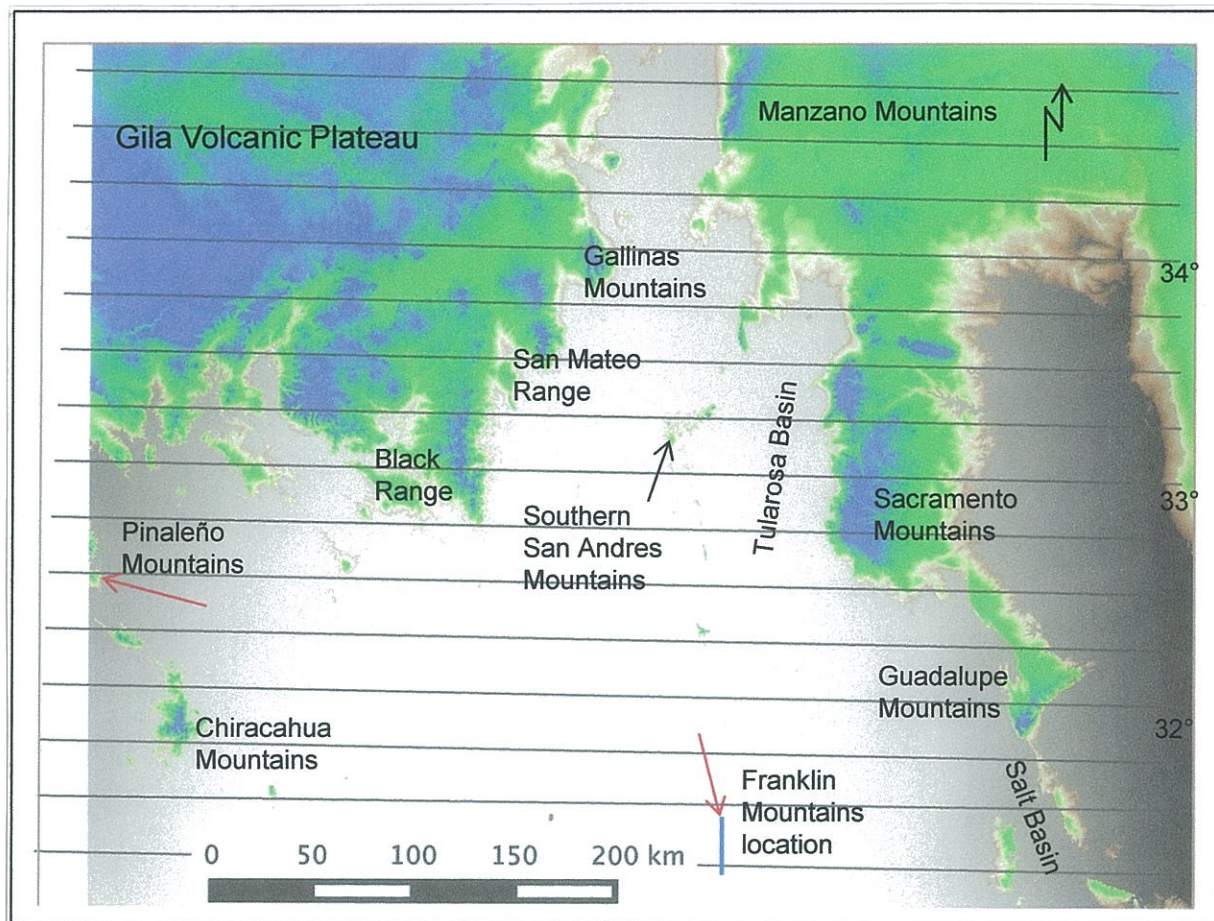 Manzano Mountains
N
Gila Volcanic Plateau
Gallinas
Mountains
34°
San Mateo
Range
Tularosa Basin
Black
Range
Southern
San Andres
Mountains
Sacramento
Mountains
33°
Pinaleño
Mountains
Guadalupe
Mountains
Chiracahua
Mountains
32°
Salt Basin
Franklin
Mountains
location
0 50 100 150 200 km